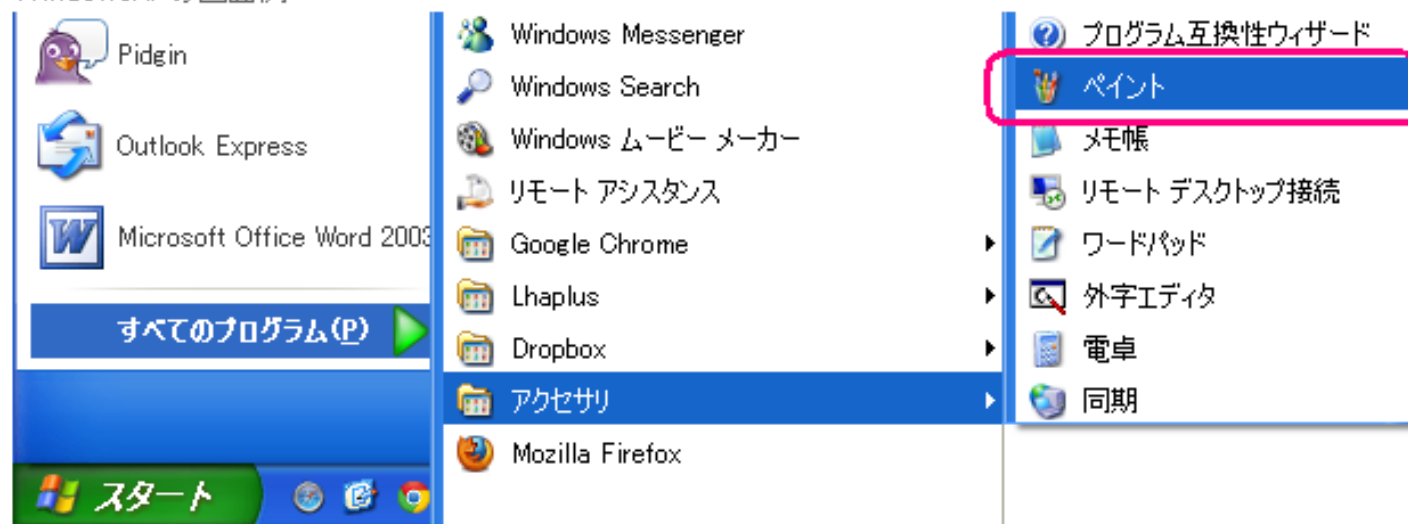 Pidgin
Outlook Express
Microsoft Office Word 2003
すべてのプログラム(P)
スタート
Windows Messenger
Windows Search
Windows ムービー メーカー
リモート アシスタンス
Google Chrome
Lhaplus
Dropbox
アクセサリ
Mozilla Firefox
プログラム互換性ウィザード
ペイント
メモ帳
リモート デスクトップ接続
ワードパッド
外字エディタ
電卓
同期